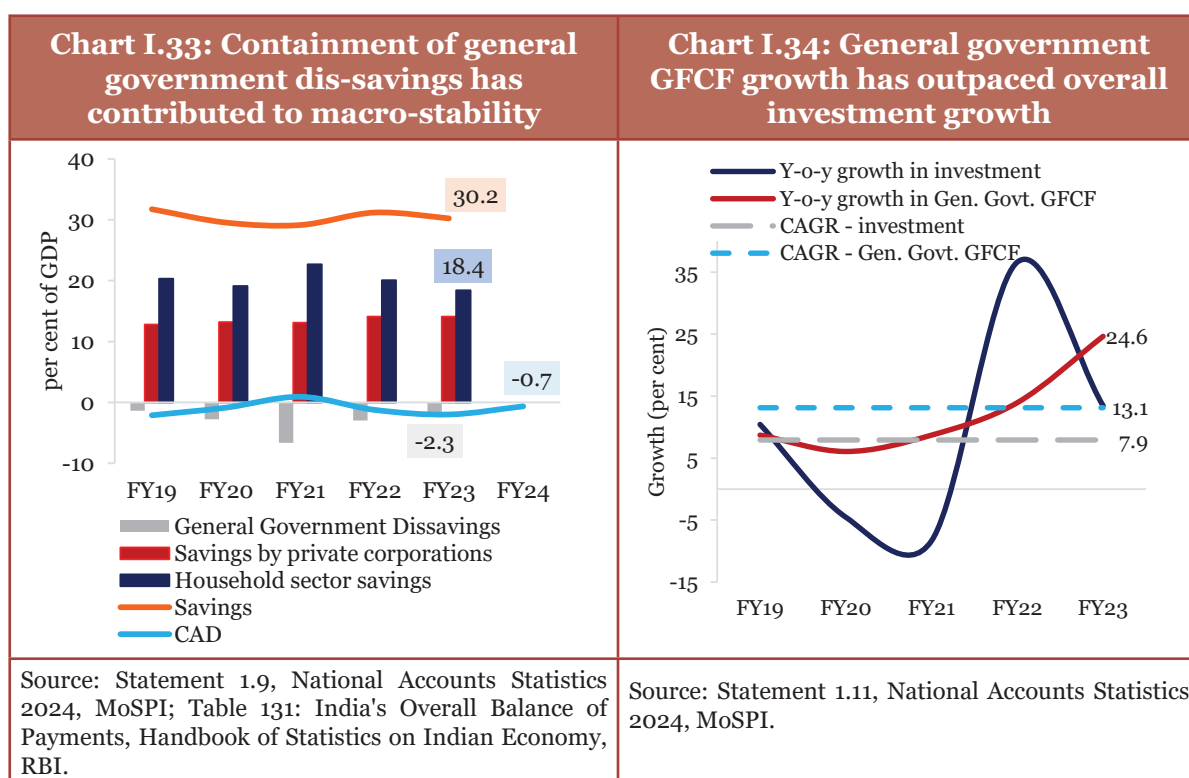 Chart I.33: Containment of general
government dis-savings has
contributed to macro-stability
40
30
20
10
0
-10
per cent of GDP
30.2
18.4
-0.7
-2.3
FY19 FY20 FY21 FY22 FY23 FY24
General Government Dissavings
Savings by private corporations
Household sector savings
Savings
CAD
Source: Statement 1.9, National Accounts Statistics
2024, MoSPI; Table 131: India's Overall Balance of
Payments, Handbook of Statistics on Indian Economy,
RBI.
Chart I.34: General government
GFCF growth has outpaced overall
investment growth
Y-o-y growth in investment
Y-o-y growth in Gen. Govt. GFCF
CAGR - investment
CAGR - Gen. Govt. GFCF
35
25
15
5
-5
-15
Growth (per cent)
24.6
13.1
7.9
FY19 FY20 FY21 FY22 FY23
Source: Statement 1.11, National Accounts Statistics
2024, MoSPI.